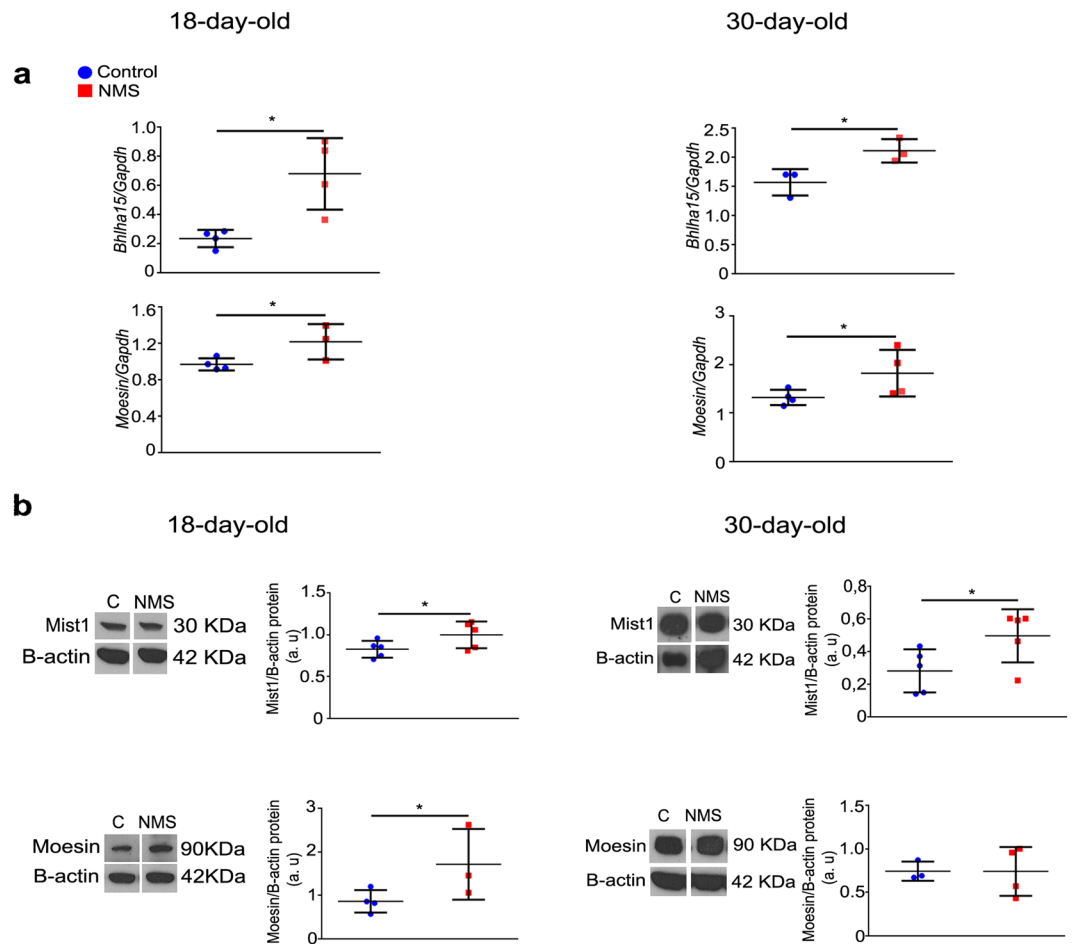 18-day-old 30-day-old
a
Control
NMS
Bhlha15/Gapdh
1.0
0.8
0.6
0.4
0.2
0
*
Bhlha15/Gapdh
2.5
2.0
1.5
1.0
0.5
0
*
Moesin/Gapdh
1.6
1.2
0.8
0.4
0
*
Moesin/Gapdh
3
2
1
0
*
b
18-day-old 30-day-old
C NMS
Mist1 30 KDa
B-actin 42 KDa
Mist1/B-actin protein
(a. u)
1.5
1.0
0.5
0
*
C NMS
Mist1 30 KDa
B-actin 42 KDa
Mist1/B-actin protein
(a. u)
0,8
0,6
0,4
0,2
0
*
C NMS
Moesin 90KDa
B-actin 42KDa
Moesin/B-actin protein
(a. u)
3
2
1
0
*
C NMS
Moesin 90 KDa
B-actin 42 KDa
Moesin/B-actin protein
(a. u)
1.5
1.0
0.5
0